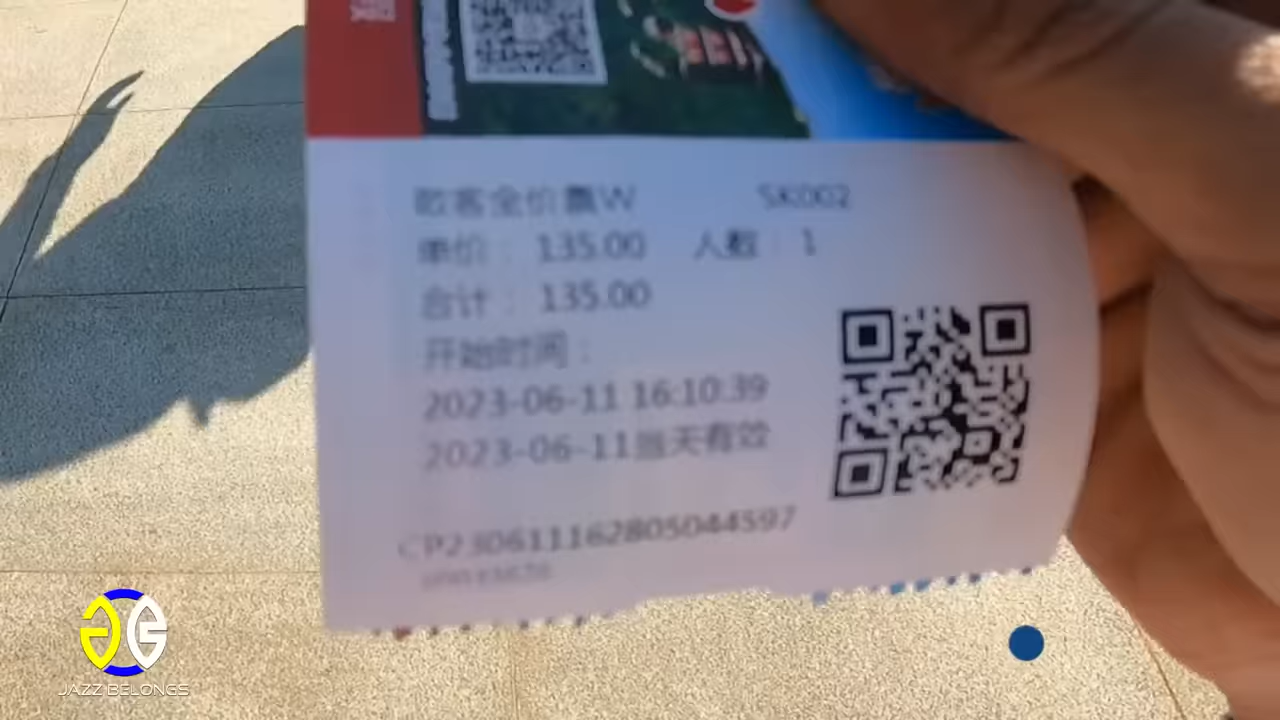 散客全价票W SK002
单价： 135.00 人数： 1
合计： 135.00
开始时间：
2023-06-11 16:10:39
2023-06-11当天有效
CP230611162805044597
JAZZ BELONGS